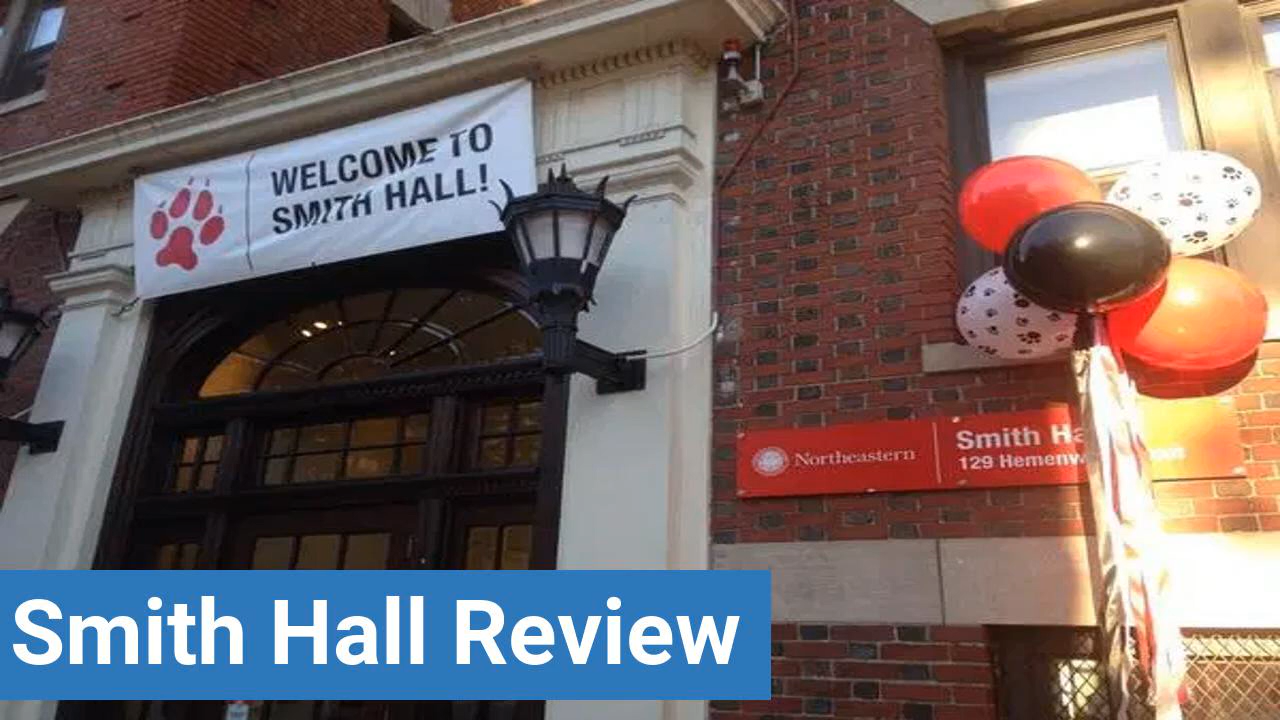 WELCOME TO
SMITH HALL!
Northeastern
Smith Ha
129 Hemenw
Smith Hall Review